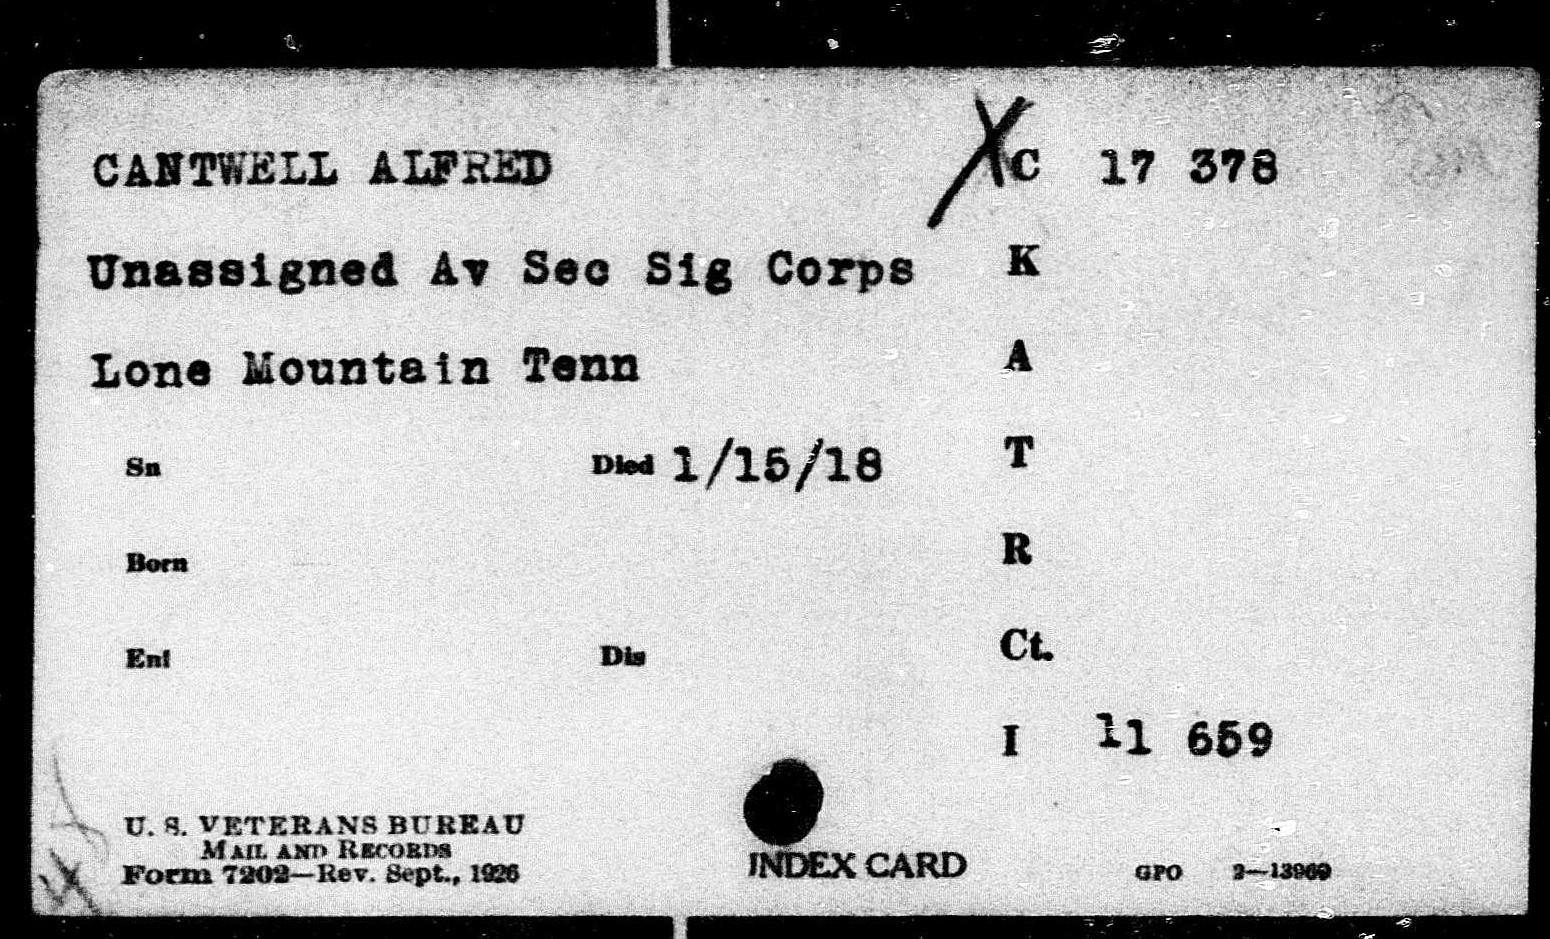 CANTWELL ALFRED XC 17 378
Unassigned Av Sec Sig Corps K
Lone Mountain Tenn A
Sn Died 1/15/18 T
Born R
Enl Dis Ct.
I 11 659
U. S. VETERANS BUREAU
MAIL AND RECORDS
Form 7202—Rev. Sept., 1926
INDEX CARD
GPO 2—13969